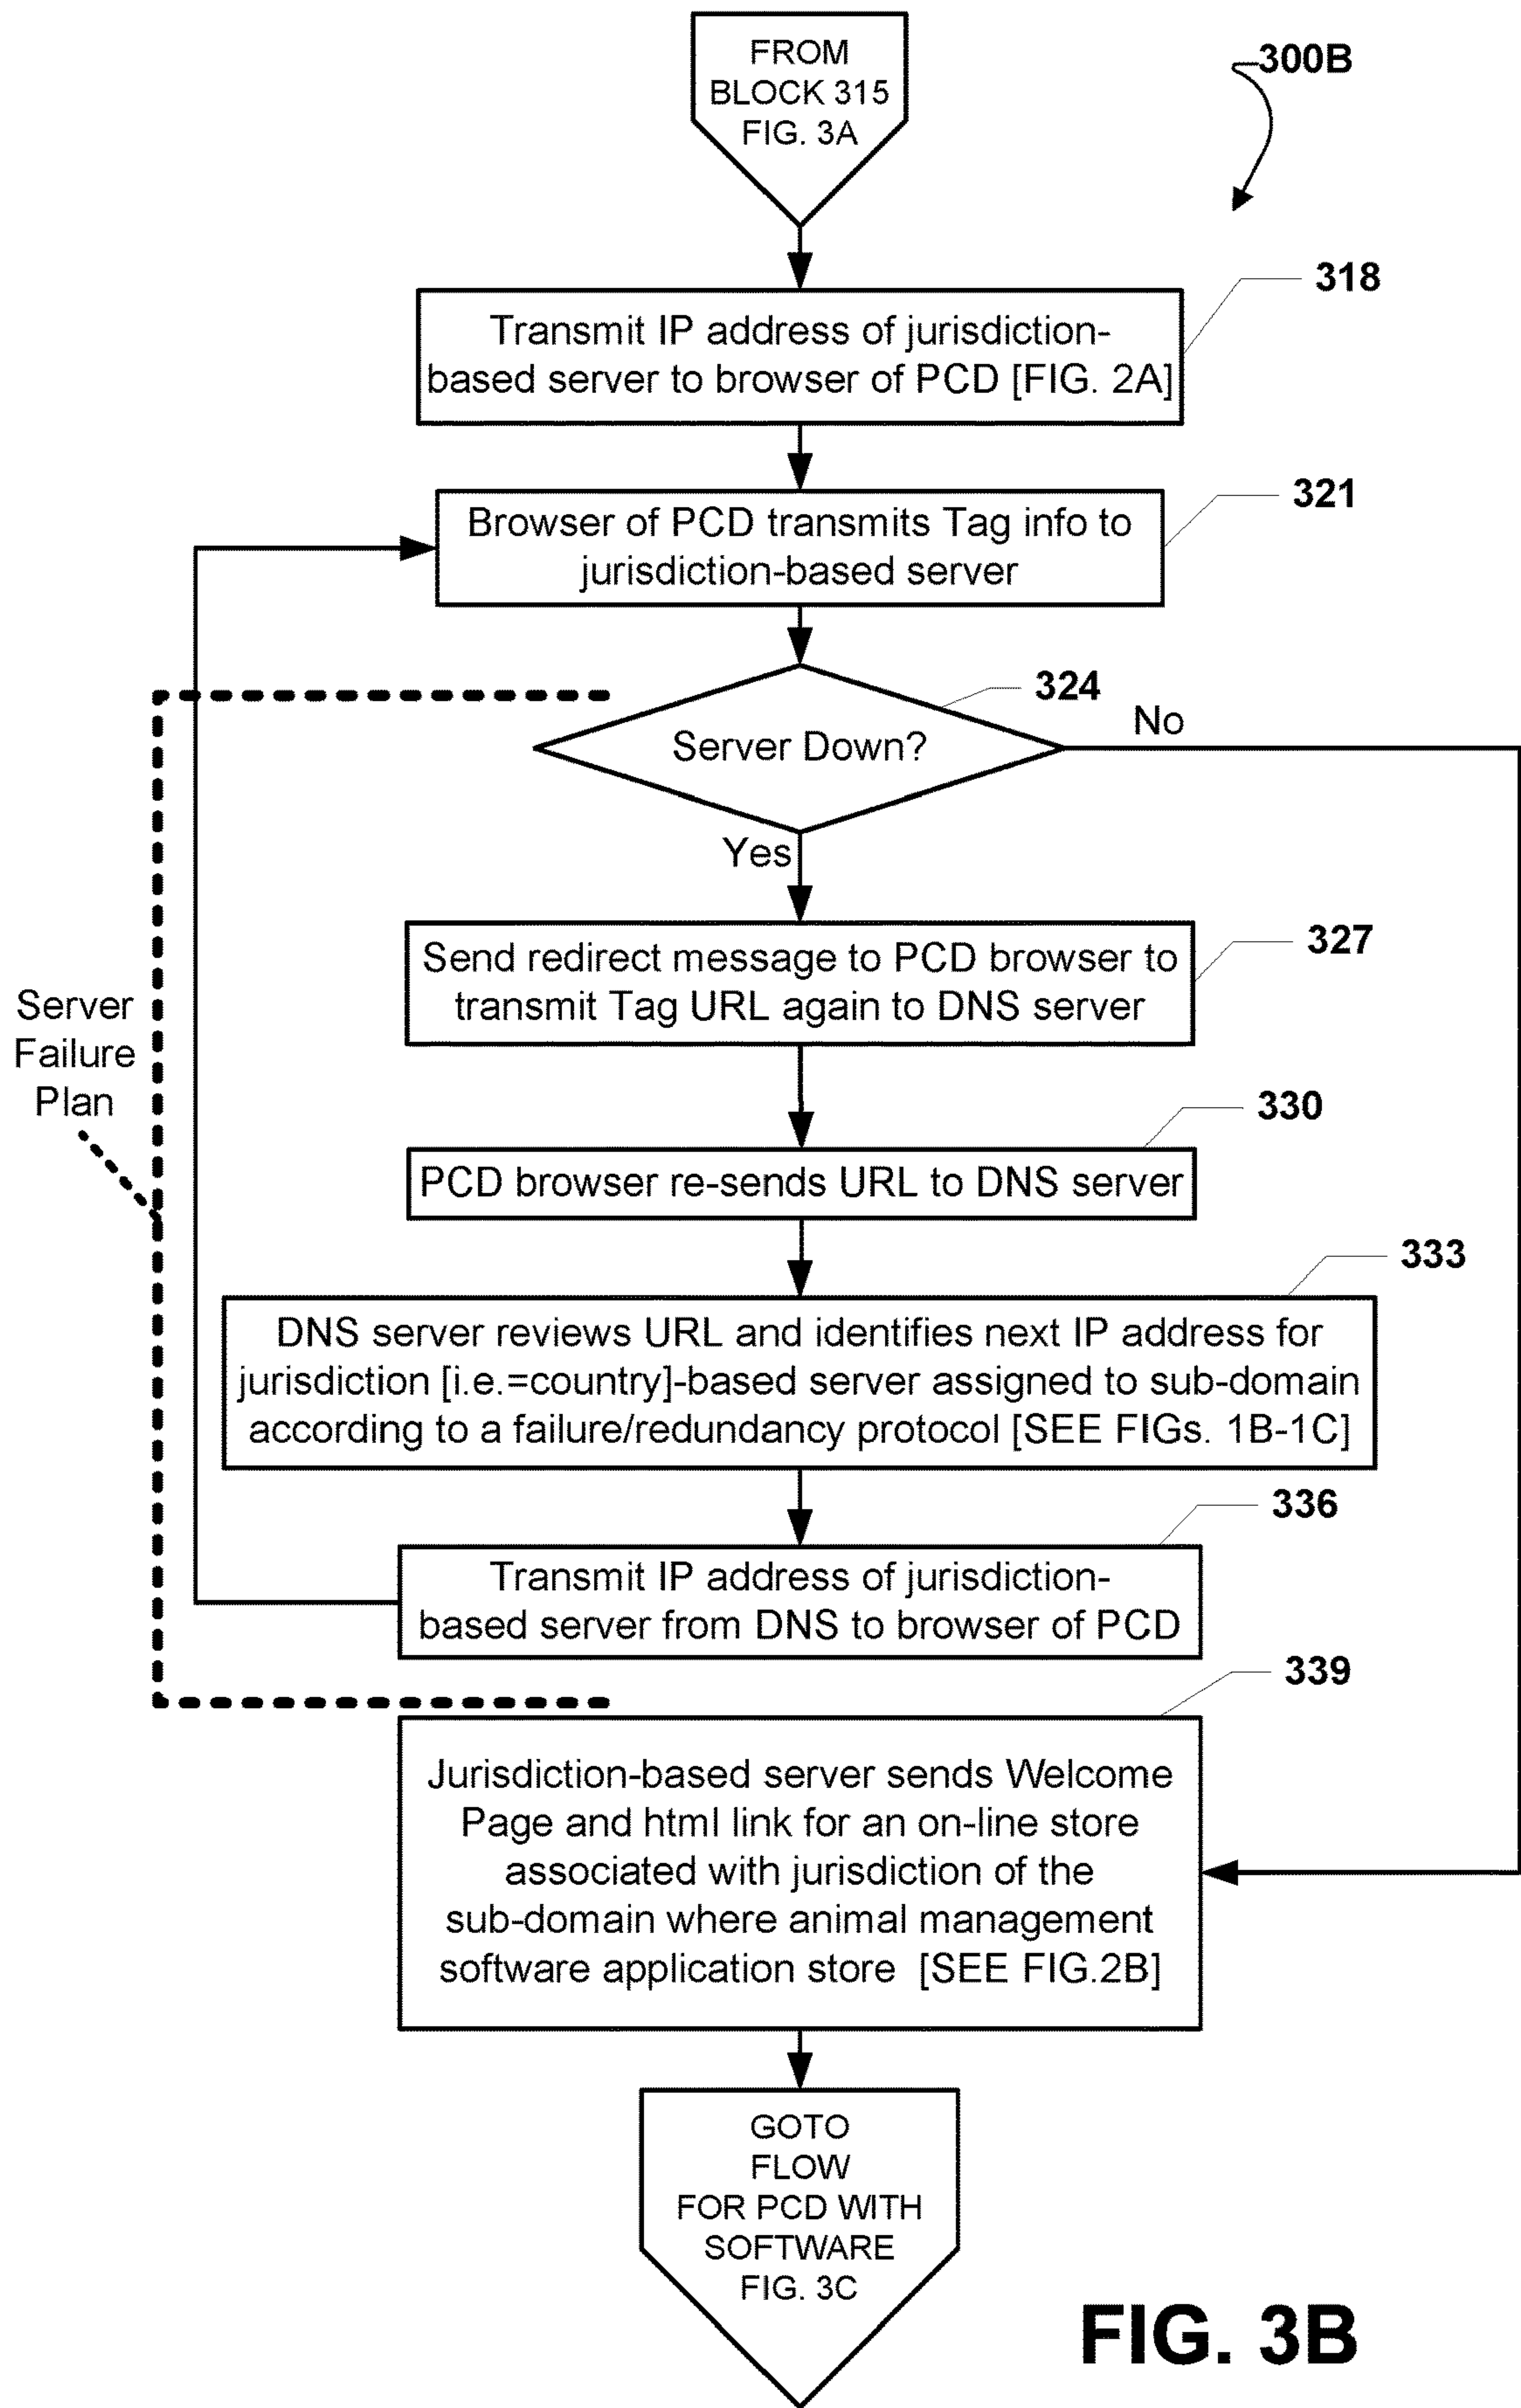 FROM
BLOCK 315
FIG. 3A
300B
318
Transmit IP address of jurisdiction-
based server to browser of PCD [FIG. 2A]
321
Browser of PCD transmits Tag info to
jurisdiction-based server
324
Server Down?
No
Yes
327
Send redirect message to PCD browser to
transmit Tag URL again to DNS server
Server
Failure
Plan
330
PCD browser re-sends URL to DNS server
333
DNS server reviews URL and identifies next IP address for
jurisdiction [i.e.=country]-based server assigned to sub-domain
according to a failure/redundancy protocol [SEE FIGs. 1B-1C]
336
Transmit IP address of jurisdiction-
based server from DNS to browser of PCD
339
Jurisdiction-based server sends Welcome
Page and html link for an on-line store
associated with jurisdiction of the
sub-domain where animal management
software application store [SEE FIG.2B]
GOTO
FLOW
FOR PCD WITH
SOFTWARE
FIG. 3C
FIG. 3B